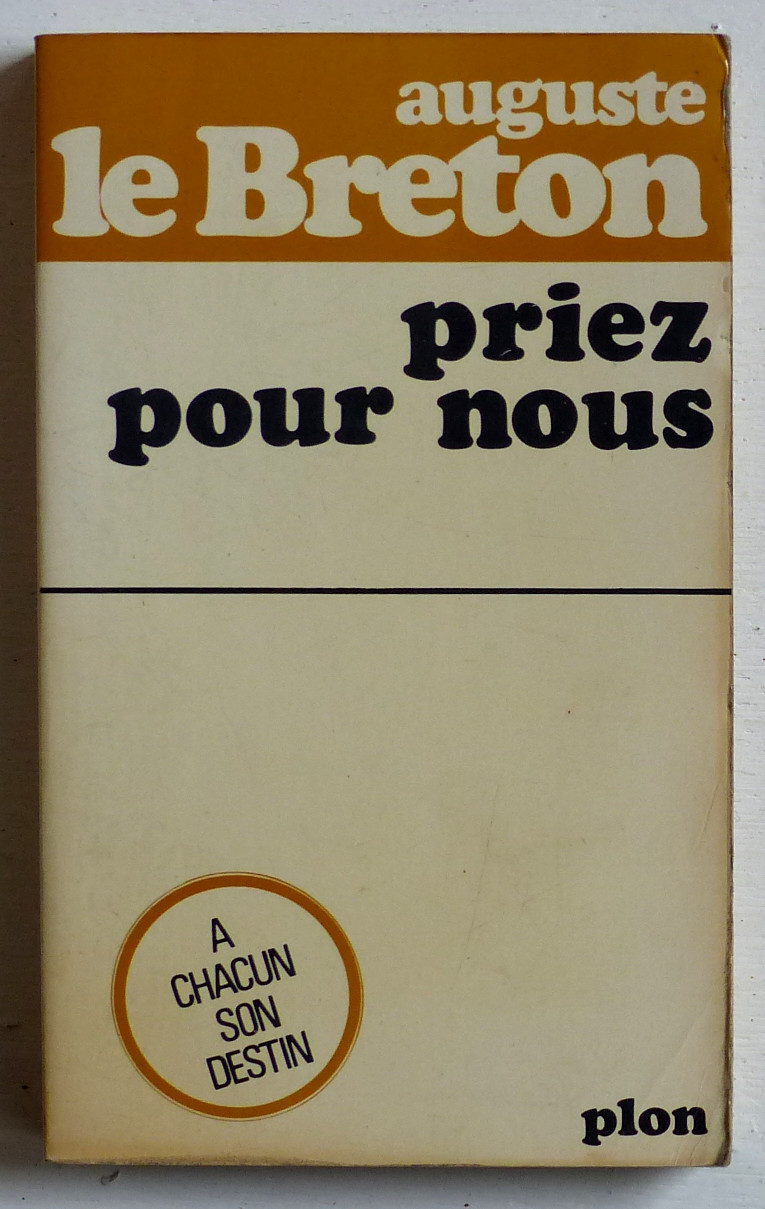 auguste
le Breton
priez
pour nous
A
CHACUN
SON
DESTIN
plon